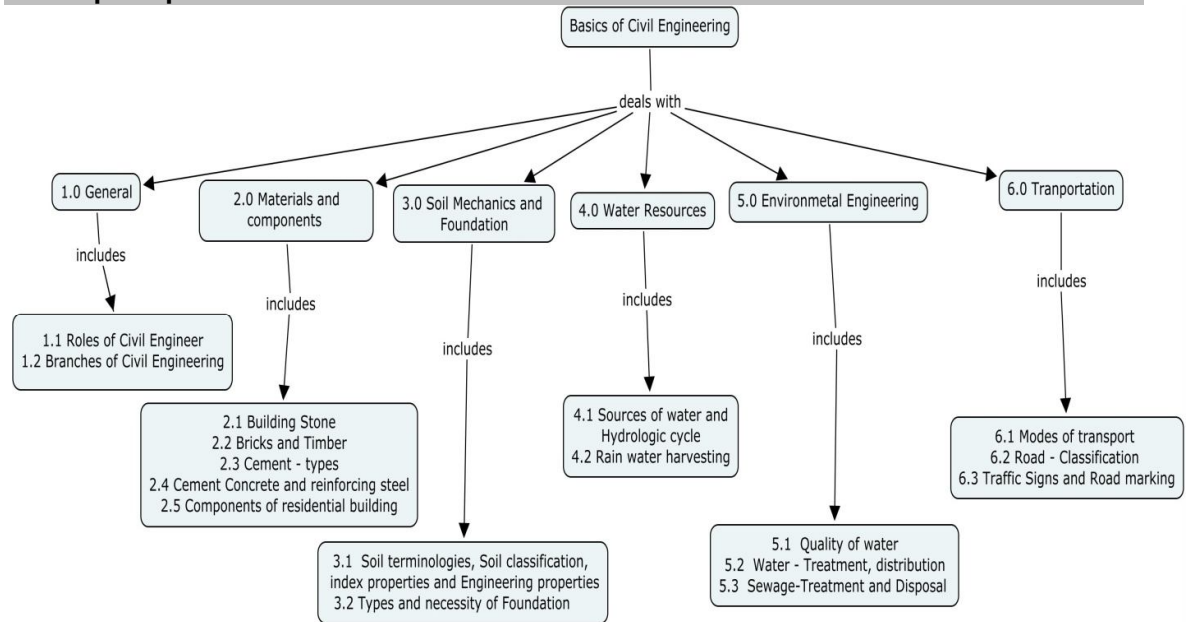 Basics of Civil Engineering
deals with
1.0 General
includes
1.1 Roles of Civil Engineer
1.2 Branches of Civil Engineering
2.0 Materials and
components
includes
2.1 Building Stone
2.2 Bricks and Timber
2.3 Cement - types
2.4 Cement Concrete and reinforcing steel
2.5 Components of residential building
3.0 Soil Mechanics and
Foundation
includes
3.1 Soil terminologies, Soil classification,
index properties and Engineering properties
3.2 Types and necessity of Foundation
4.0 Water Resources
includes
4.1 Sources of water and
Hydrologic cycle
4.2 Rain water harvesting
5.0 Environmetal Engineering
includes
5.1 Quality of water
5.2 Water - Treatment, distribution
5.3 Sewage-Treatment and Disposal
6.0 Tranportation
includes
6.1 Modes of transport
6.2 Road - Classification
6.3 Traffic Signs and Road marking